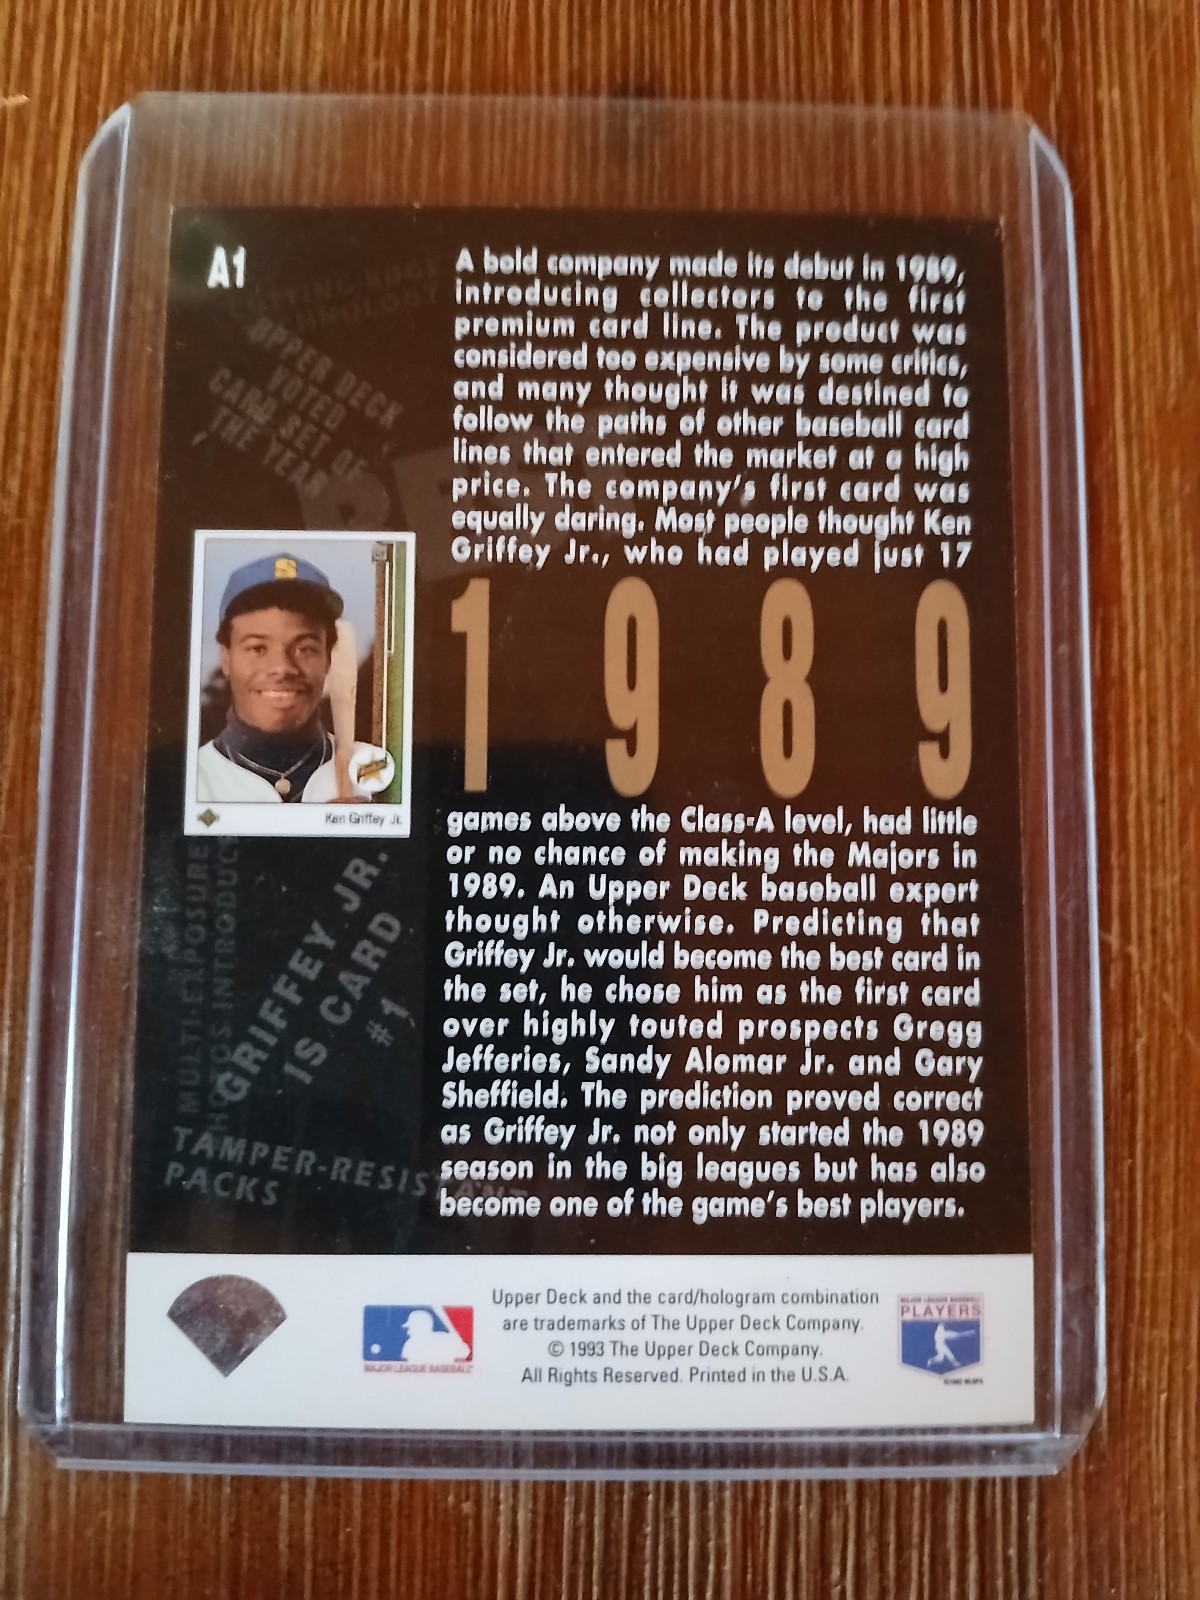 A1
A bold company made its debut in 1989,
introducing collectors to the first
premium card line. The product was
considered too expensive by some critics,
and many thought it was destined to
follow the paths of other baseball card
lines that entered the market at a high
price. The company's first card was
equally daring. Most people thought Ken
Griffey Jr., who had played just 17
1989
games above the Class-A level, had little
or no chance of making the Majors in
1989. An Upper Deck baseball expert
thought otherwise. Predicting that
Griffey Jr. would become the best card in
the set, he chose him as the first card
over highly touted prospects Gregg
Jefferies, Sandy Alomar Jr. and Gary
Sheffield. The prediction proved correct
as Griffey Jr. not only started the 1989
season in the big leagues but has also
become one of the game's best players.
UPPER DECK
VOTED
CARD SET OF
THE YEAR
S
Ken Griffey Jr.
MULTI-EXPOSURE
PHOTOS INTRODUCED
GRIFFEY JR.
IS CARD
#1
TAMPER-RESISTANT
PACKS
MAJOR LEAGUE BASEBALL
Upper Deck and the card/hologram combination
are trademarks of The Upper Deck Company.
© 1993 The Upper Deck Company.
All Rights Reserved. Printed in the U.S.A.
MAJOR LEAGUE BASEBALL
PLAYERS